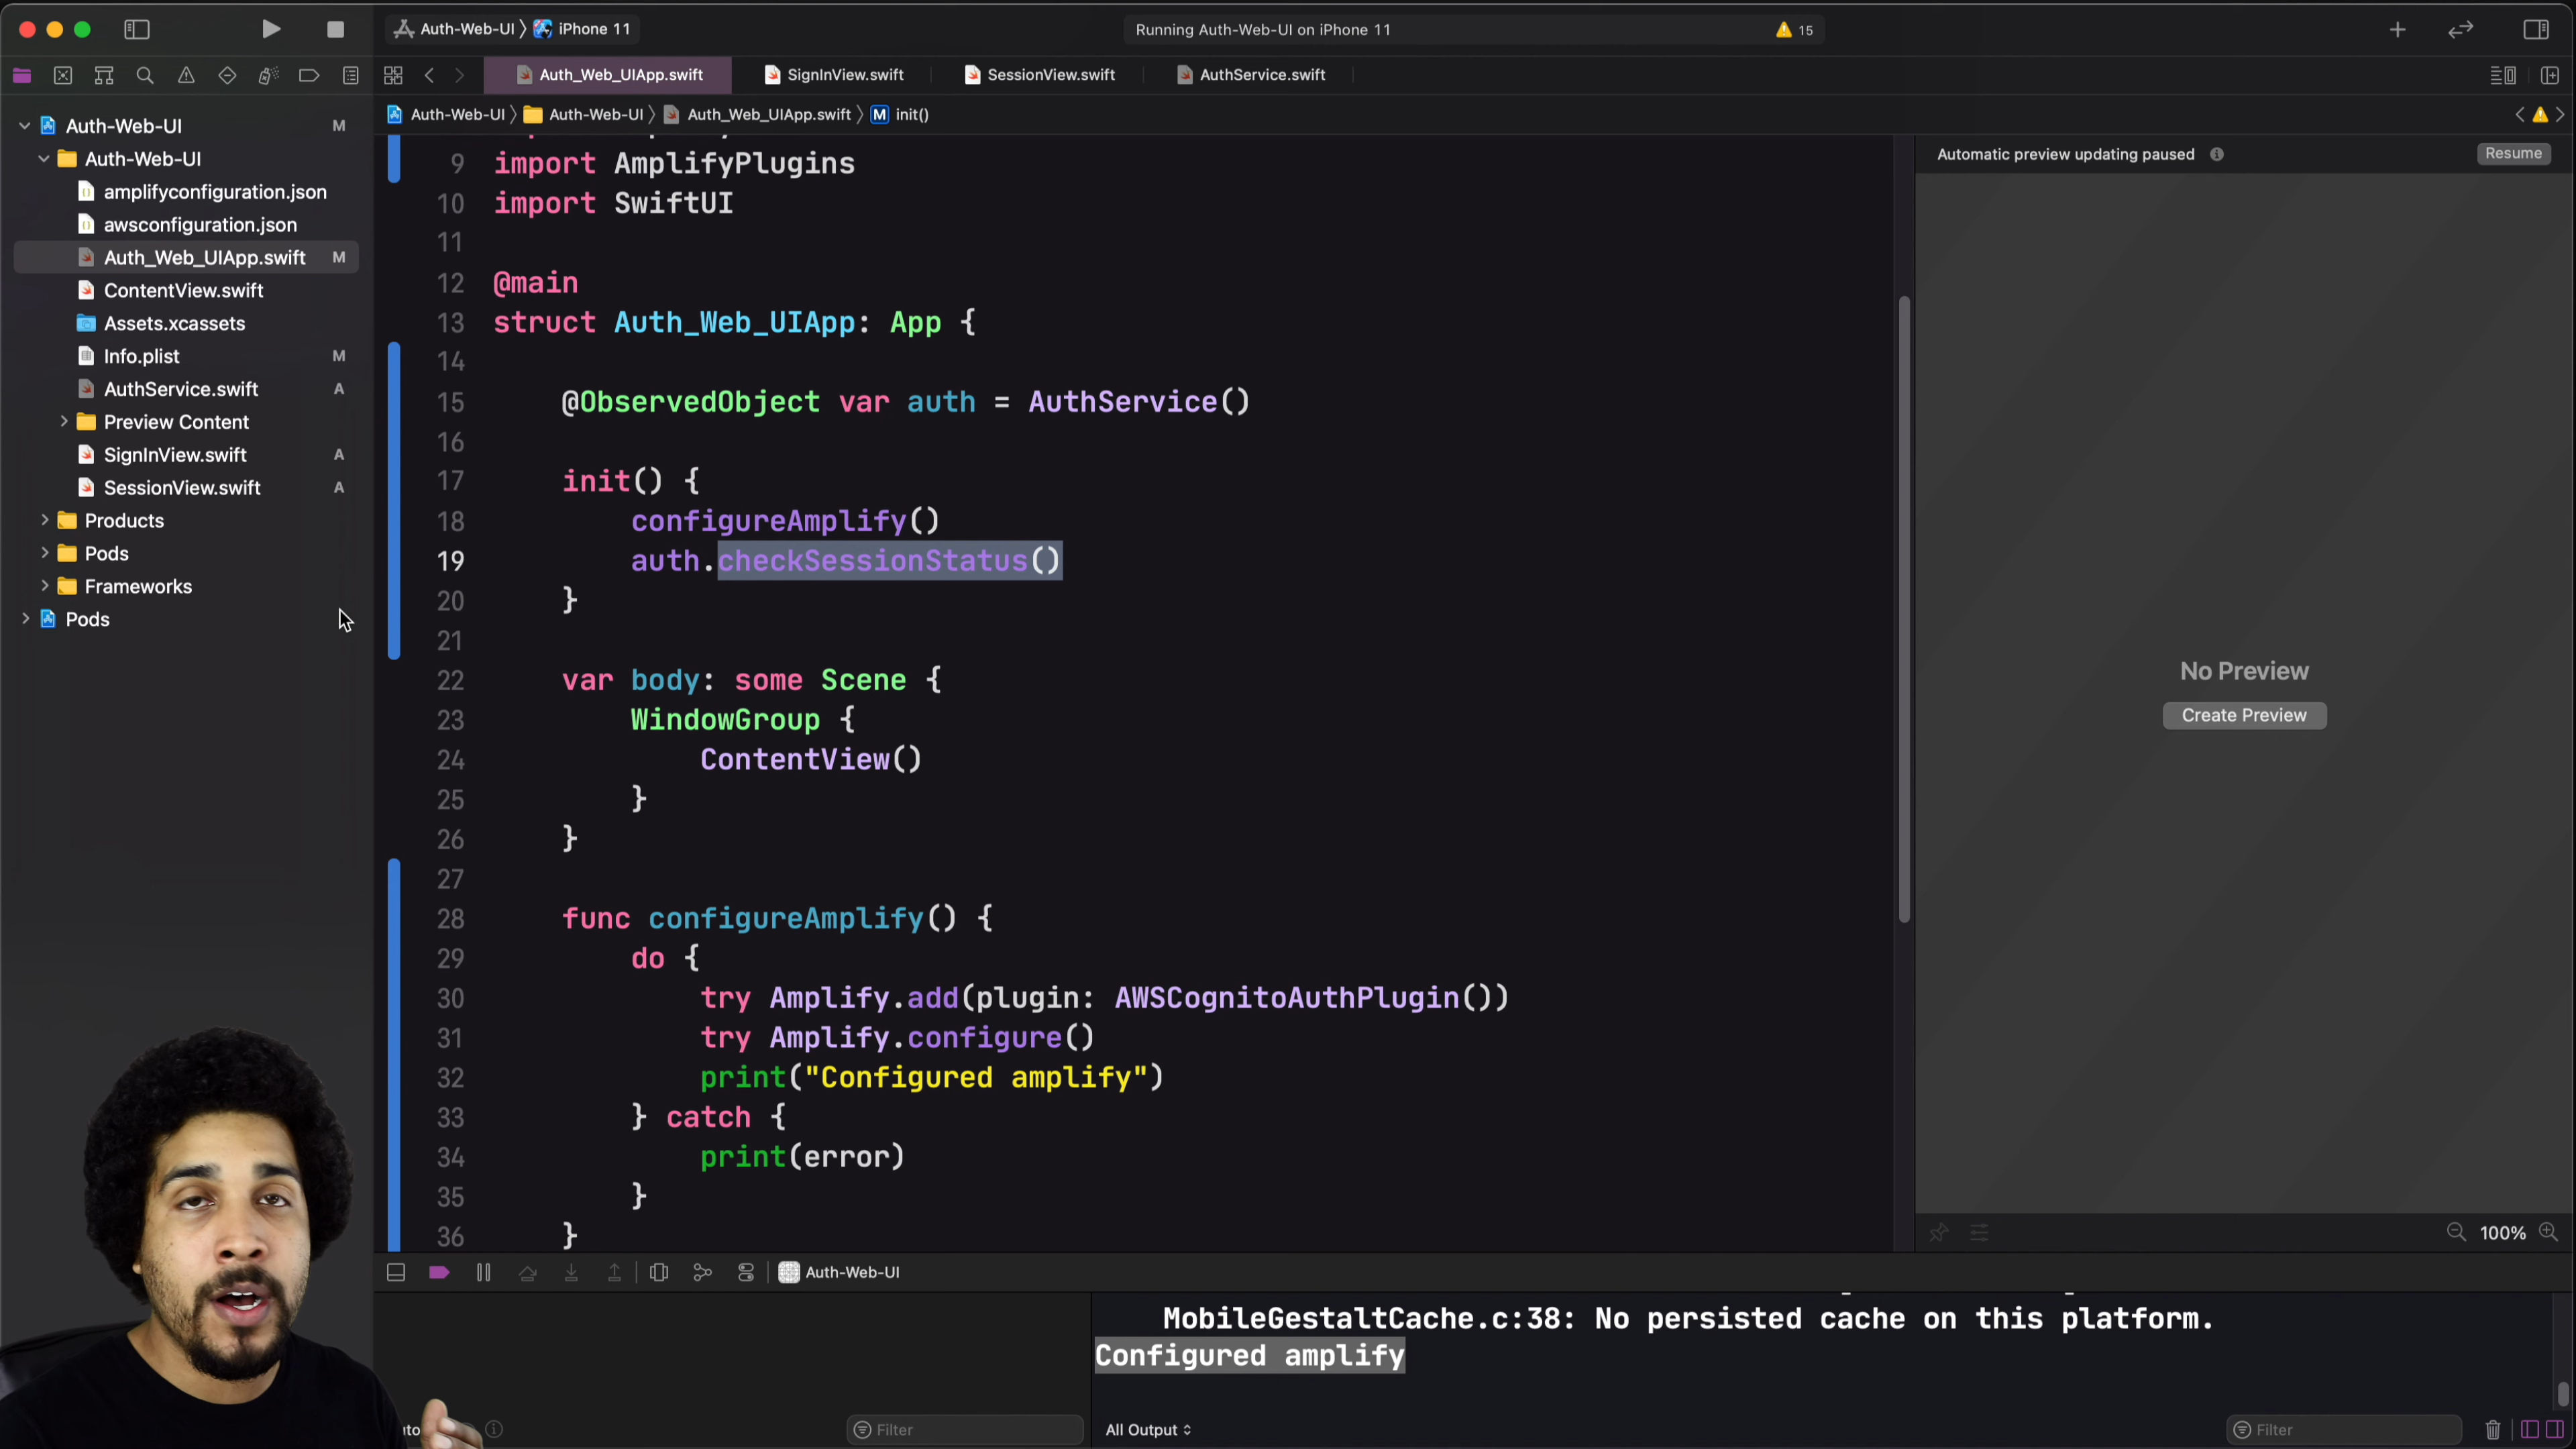 Auth-Web-UI 〉 iPhone 11
Running Auth-Web-UI on iPhone 11
15
Auth_Web_UIApp.swift
SignInView.swift
SessionView.swift
AuthService.swift
Auth-Web-UI 〉 Auth-Web-UI 〉 Auth_Web_UIApp.swift 〉 M init()
Auth-Web-UI M
Auth-Web-UI
amplifyconfiguration.json
awsconfiguration.json
Auth_Web_UIApp.swift M
ContentView.swift
Assets.xcassets
Info.plist M
AuthService.swift A
Preview Content
SignInView.swift A
SessionView.swift A
Products
Pods
Frameworks
Pods
9 import AmplifyPlugins
10 import SwiftUI
11
12 @main
13 struct Auth_Web_UIApp: App {
14
15 @ObservedObject var auth = AuthService()
16
17 init() {
18 configureAmplify()
19 auth.checkSessionStatus()
20 }
21
22 var body: some Scene {
23 WindowGroup {
24 ContentView()
25 }
26 }
27
28 func configureAmplify() {
29 do {
30 try Amplify.add(plugin: AWSCognitoAuthPlugin())
31 try Amplify.configure()
32 print("Configured amplify")
33 } catch {
34 print(error)
35 }
36 }
Automatic preview updating paused
Resume
No Preview
Create Preview
100%
Auth-Web-UI
MobileGestaltCache.c:38: No persisted cache on this platform.
Configured amplify
Filter
All Output
Filter